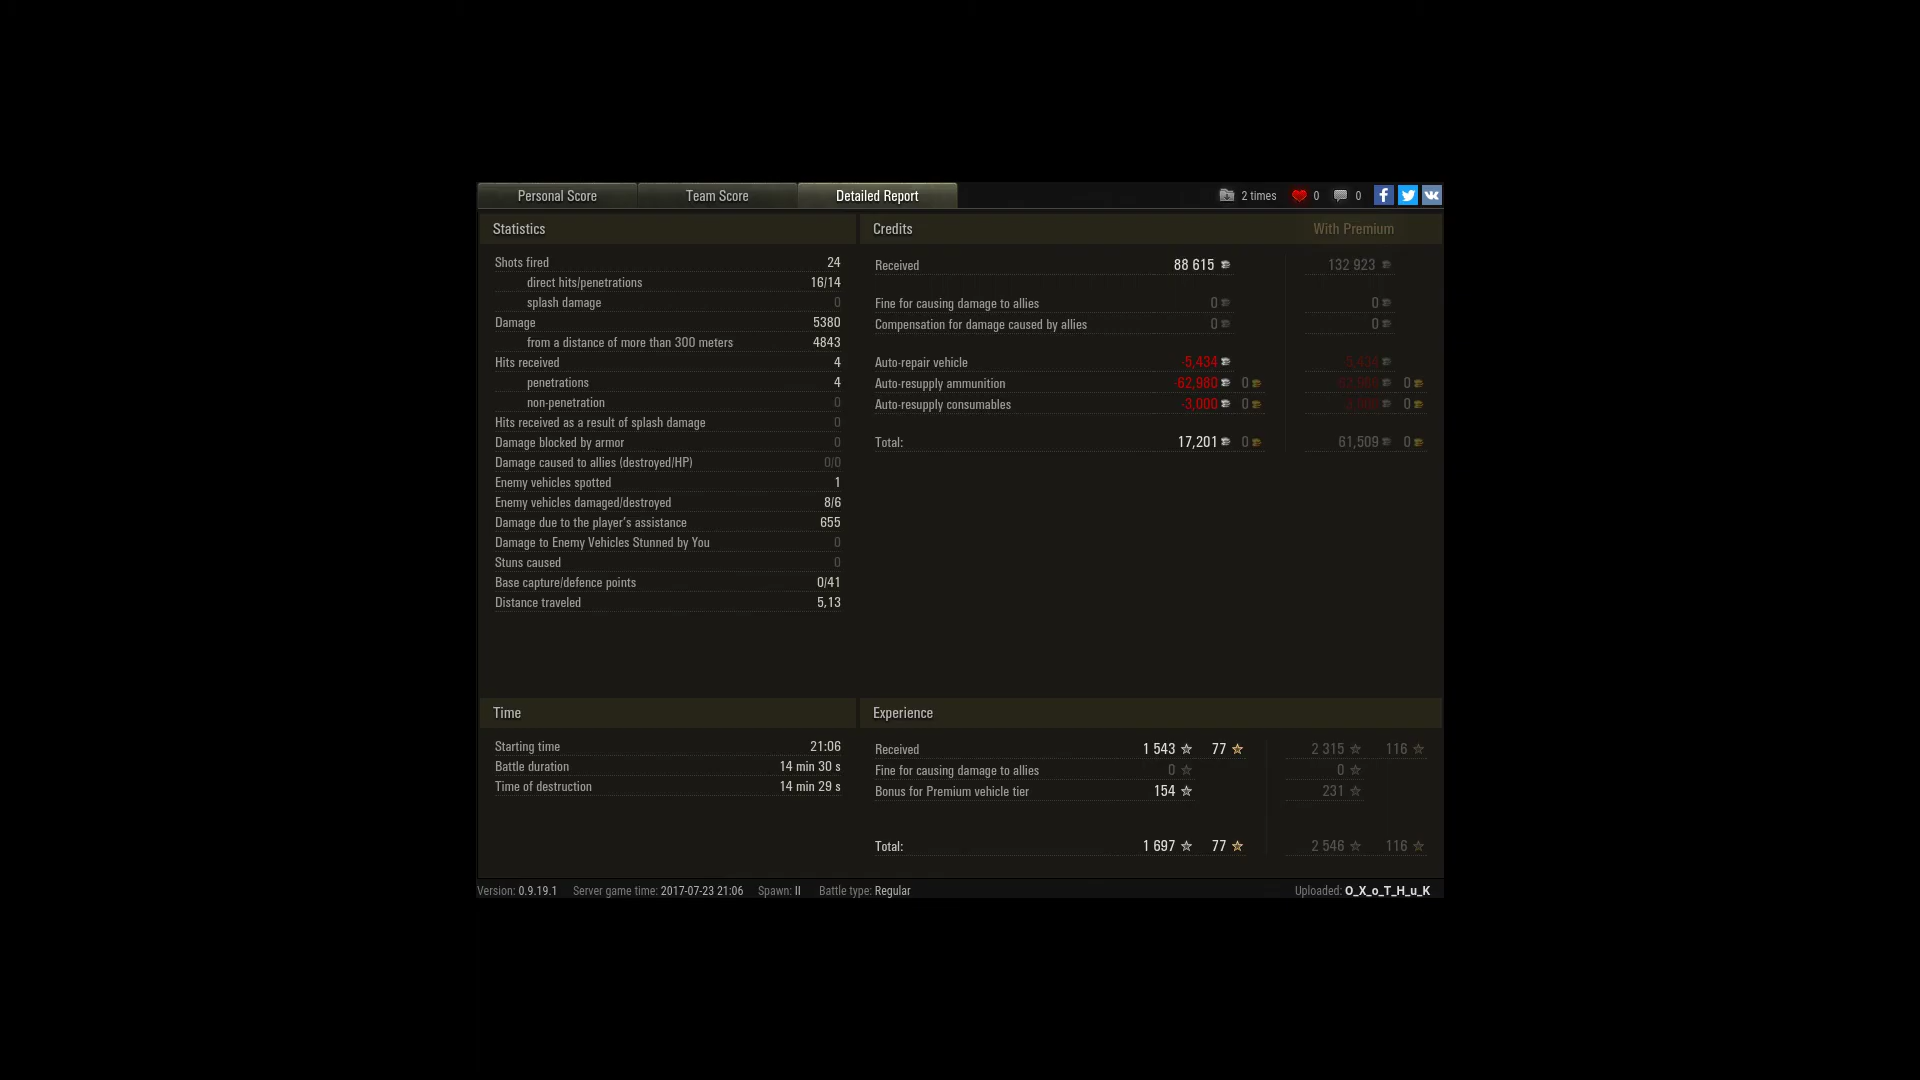 Personal Score Team Score Detailed Report 2 times 0 0
Statistics
Shots fired 24
direct hits/penetrations 16/14
splash damage 0
Damage 5380
from a distance of more than 300 meters 4843
Hits received 4
penetrations 4
non-penetration 0
Hits received as a result of splash damage 0
Damage blocked by armor 0
Damage caused to allies (destroyed/HP) 0/0
Enemy vehicles spotted 1
Enemy vehicles damaged/destroyed 8/6
Damage due to the player's assistance 655
Damage to Enemy Vehicles Stunned by You 0
Stuns caused 0
Base capture/defence points 0/41
Distance traveled 5,13
Credits With Premium
Received 88 615 132 923
Fine for causing damage to allies 0 0
Compensation for damage caused by allies 0 0
Auto-repair vehicle -5,434 -5,434
Auto-resupply ammunition -62,980 0 -62,980 0
Auto-resupply consumables -3,000 0 -3,000 0
Total: 17,201 0 61,509 0
Time
Starting time 21:06
Battle duration 14 min 30 s
Time of destruction 14 min 29 s
Experience
Received 1 543 77 2 315 116
Fine for causing damage to allies 0 0
Bonus for Premium vehicle tier 154 231
Total: 1 697 77 2 546 116
Version: 0.9.19.1 Server game time: 2017-07-23 21:06 Spawn: II Battle type: Regular Uploaded: O_X_o_T_H_u_K